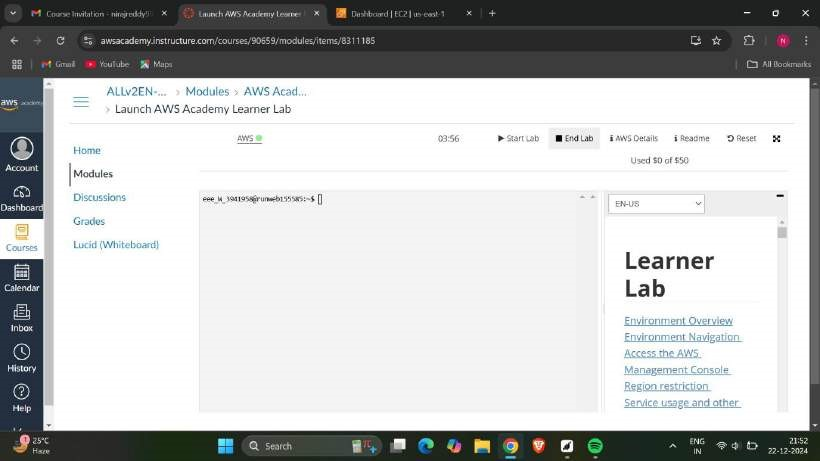 Course Invitation - nirajreddy9
Launch AWS Academy Learner
Dashboard | EC2 | us-east-1
awsacademy.instructure.com/courses/90659/modules/items/8311185
N
Gmail
YouTube
Maps
All Bookmarks
aws academy
Account
Dashboard
Courses
Calendar
Inbox
History
Help
ALLv2EN-... > Modules > AWS Acad...
> Launch AWS Academy Learner Lab
Home
Modules
Discussions
Grades
Lucid (Whiteboard)
AWS
03:56
Start Lab
End Lab
AWS Details
Readme
Reset
Used $0 of $50
eee_W_3941958@runweb155585:~$
EN-US
Learner
Lab
Environment Overview
Environment Navigation
Access the AWS
Management Console
Region restriction
Service usage and other
1
25°C
Haze
Search
ENG
IN
21:52
22-12-2024